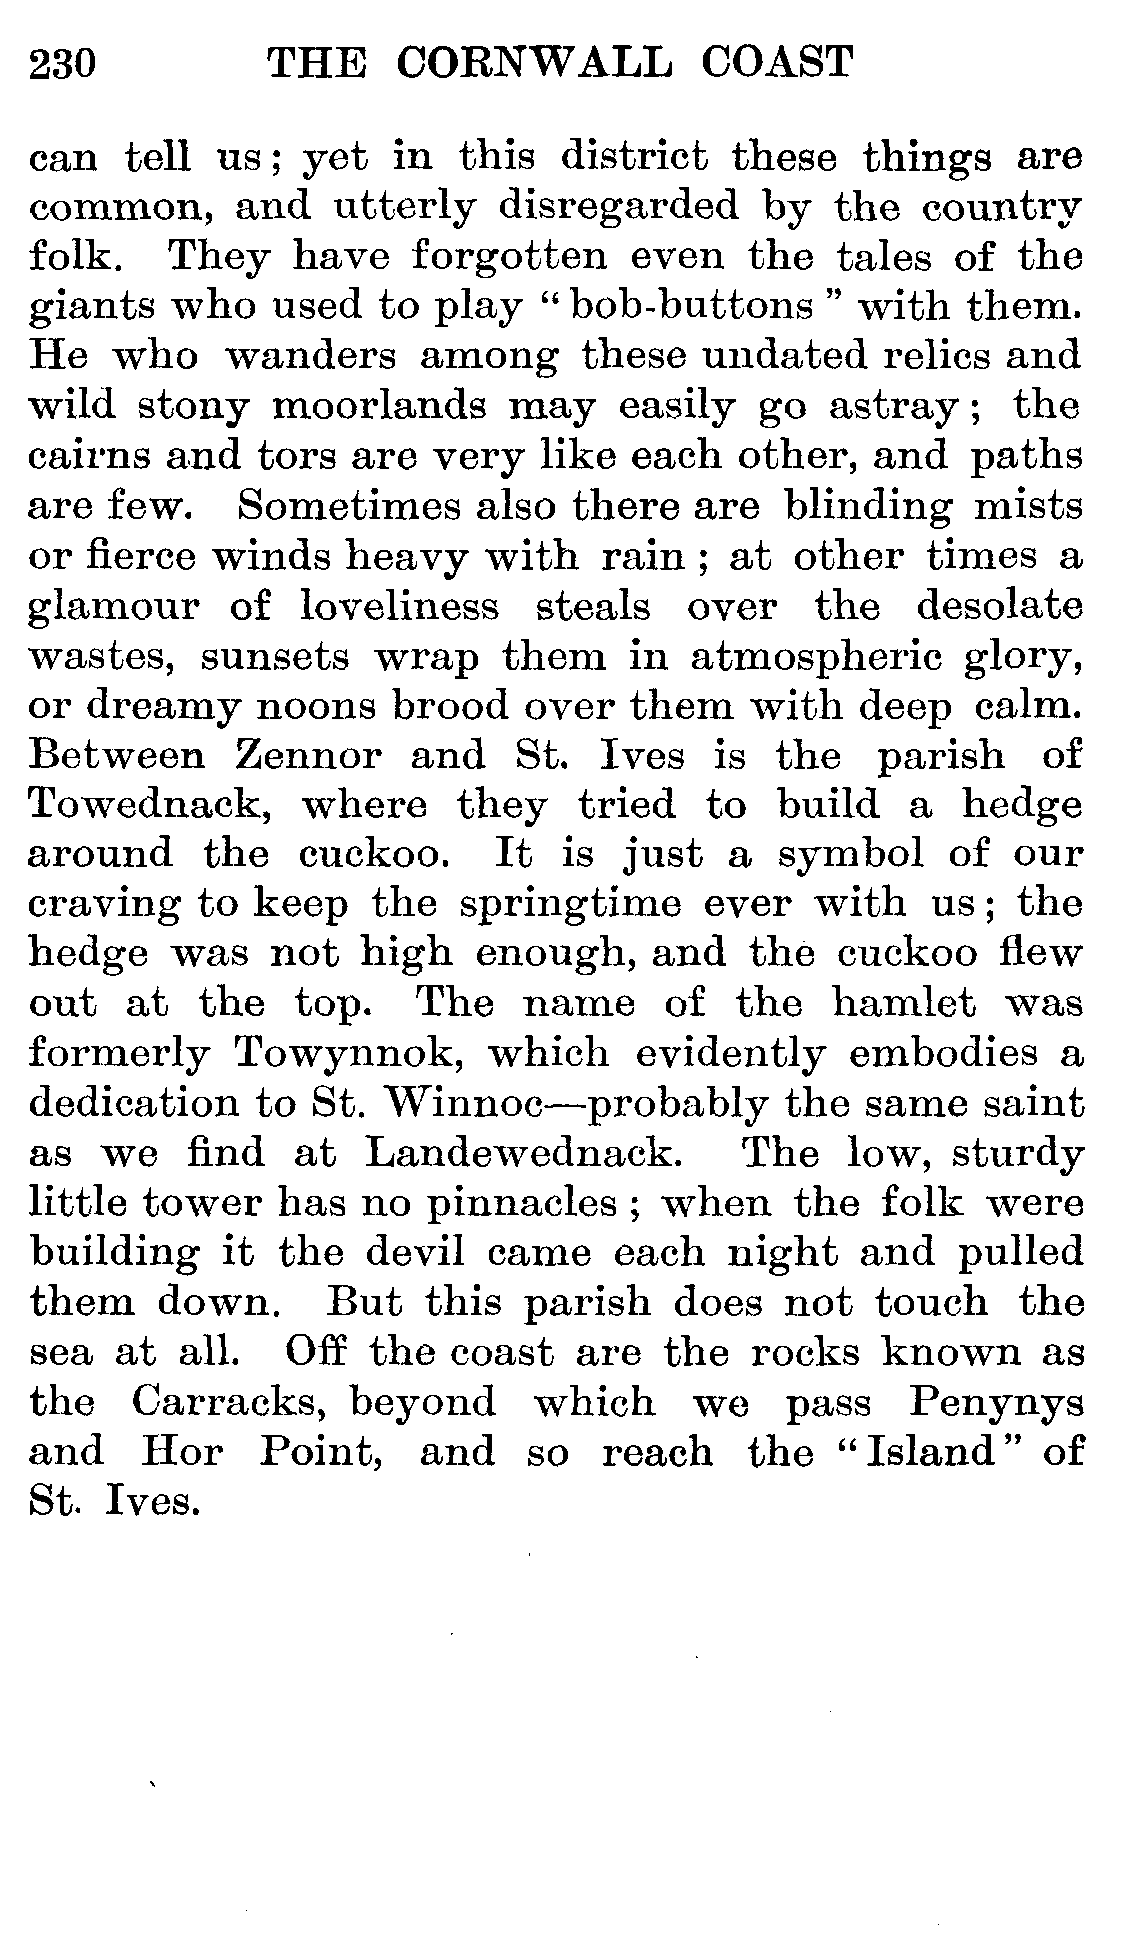 230 THE CORNWALL COAST
can tell us; yet in this district these things are
common, and utterly disregarded by the country
folk. They have forgotten even the tales of the
giants who used to play “bob-buttons” with them.
He who wanders among these undated relics and
wild stony moorlands may easily go astray; the
cairns and tors are very like each other, and paths
are few. Sometimes also there are blinding mists
or fierce winds heavy with rain; at other times a
glamour of loveliness steals over the desolate
wastes, sunsets wrap them in atmospheric glory,
or dreamy noons brood over them with deep calm.
Between Zennor and St. Ives is the parish of
Towednack, where they tried to build a hedge
around the cuckoo. It is just a symbol of our
craving to keep the springtime ever with us; the
hedge was not high enough, and the cuckoo flew
out at the top. The name of the hamlet was
formerly Towynnok, which evidently embodies a
dedication to St. Winnoc—probably the same saint
as we find at Landewednack. The low, sturdy
little tower has no pinnacles; when the folk were
building it the devil came each night and pulled
them down. But this parish does not touch the
sea at all. Off the coast are the rocks known as
the Carracks, beyond which we pass Penynys
and Hor Point, and so reach the “Island” of
St. Ives.